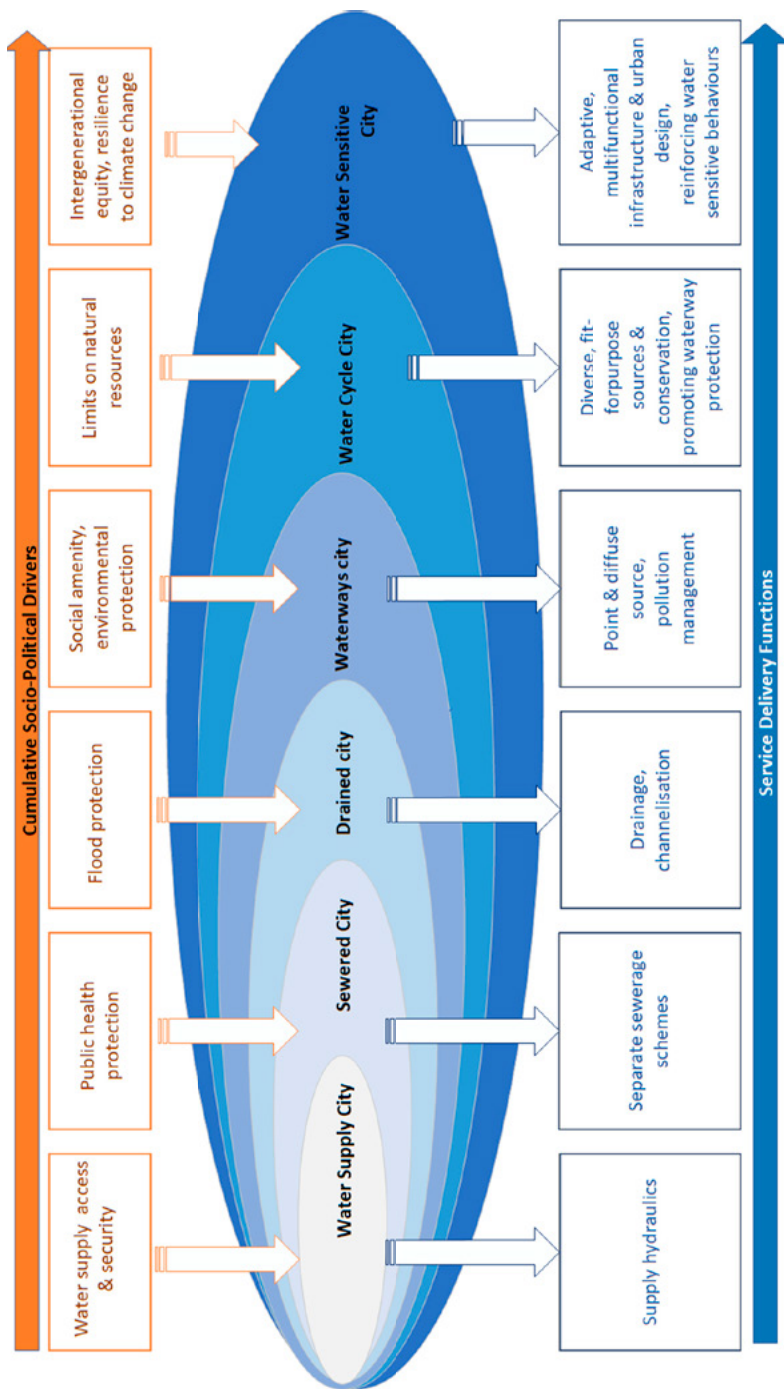 Cumulative Socio-Political Drivers
Water supply access
& security
Public health
protection
Flood protection
Social amenity,
environmental
protection
Limits on natural
resources
Intergenerational
equity, resilience
to climate change
Water Supply City
Sewered City
Drained city
Waterways city
Water Cycle City
Water Sensitive
City
Supply hydraulics
Separate sewerage
schemes
Drainage,
channelisation
Point & diffuse
source,
pollution
management
Diverse, fit-
forpurpose
sources &
conservation,
promoting waterway
protection
Adaptive,
multifunctional
infrastructure & urban
design,
reinforcing water
sensitive behaviours
Service Delivery Functions